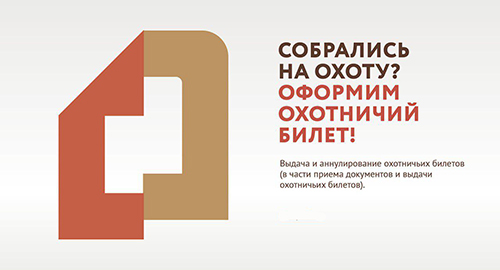 СОБРАЛИСЬ
НА ОХОТУ?
ОФОРМИМ
ОХОТНИЧИЙ
БИЛЕТ!
Выдача и аннулирование охотничьих билетов
(в части приема документов и выдачи
охотничьих билетов).